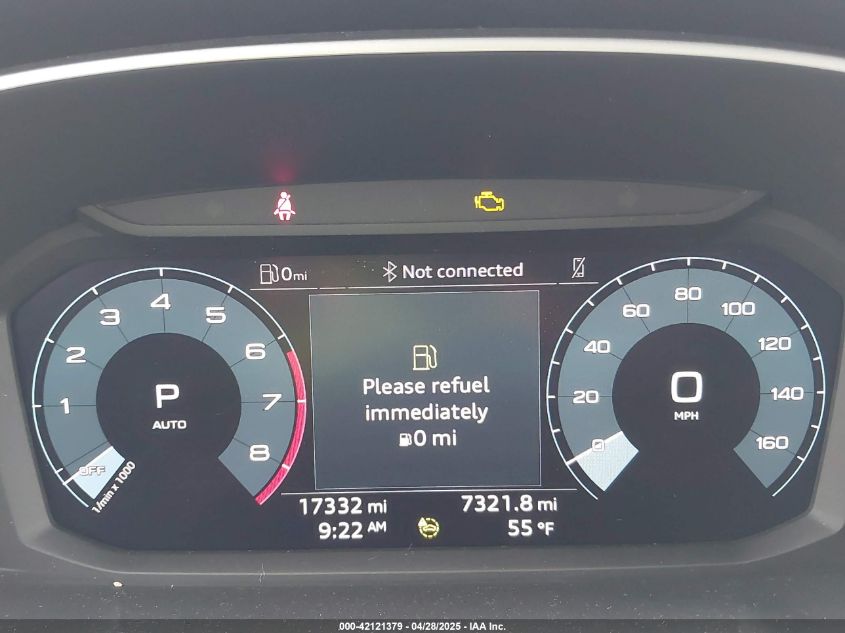 0 mi
Not connected
1
2
3
4
5
6
7
8
OFF
1/min x 1000
P
AUTO
Please refuel
immediately
0 mi
0
20
40
60
80
100
120
140
160
0
MPH
17332 mi
7321.8 mi
9:22 AM
55 °F
.000-42121379 - 04/28/2025 - IAA Inc.